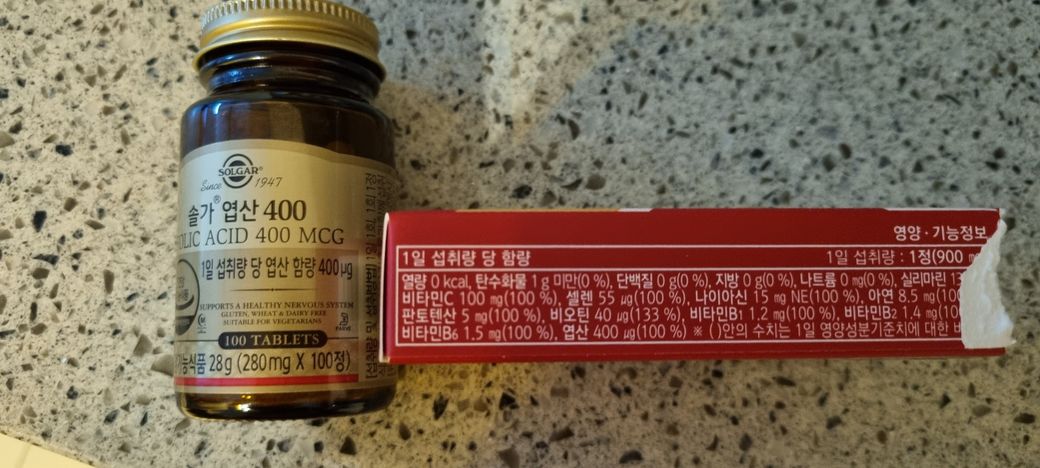 SOLGAR
Since 1947
솔가® 엽산 400
ACID 400 MCG
1일 섭취량 당 엽산 함량 400 μg
SUPPORTS A HEALTHY NERVOUS SYSTEM
GLUTEN, WHEAT & DAIRY FREE
SUITABLE FOR VEGETARIANS
PARVE
100 TABLETS
28g (280mg X 100정)
영양·기능정보
1일 섭취량 당 함량 1일 섭취량 : 1정(900
열량 0 kcal, 탄수화물 1 g 미만(0 %), 단백질 0 g(0 %), 지방 0 g(0 %), 나트륨 0 mg(0 %), 실리마린
비타민C 100 mg(100 %), 셀렌 55 μg(100 %), 나이아신 15 mg NE(100 %), 아연 8.5 mg(100
판토텐산 5 mg(100 %), 비오틴 40 μg(133 %), 비타민B1 1.2 mg(100 %), 비타민B2 1.4 mg(100
비타민B6 1.5 mg(100 %), 엽산 400 μg(100 %) ※ ( )안의 수치는 1일 영양성분기준치에 대한